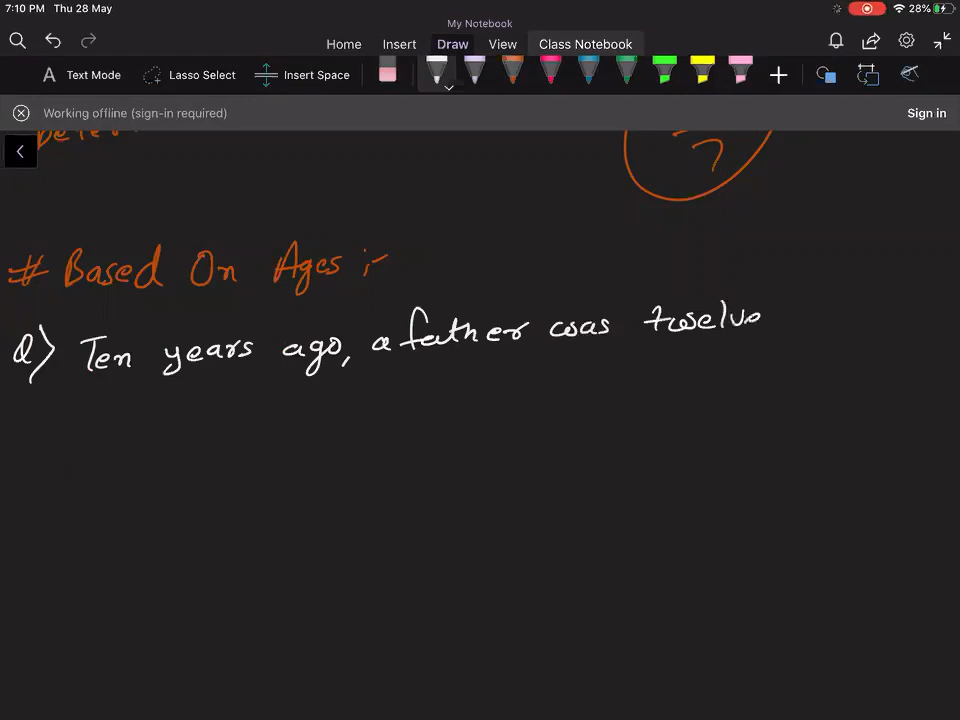 7:10 PM Thu 28 May
28%
My Notebook
Home Insert Draw View Class Notebook
Text Mode Lasso Select Insert Space
Working offline (sign-in required) Sign in
7
# Based On Ages :-
Q) Ten years ago, a father was twelve